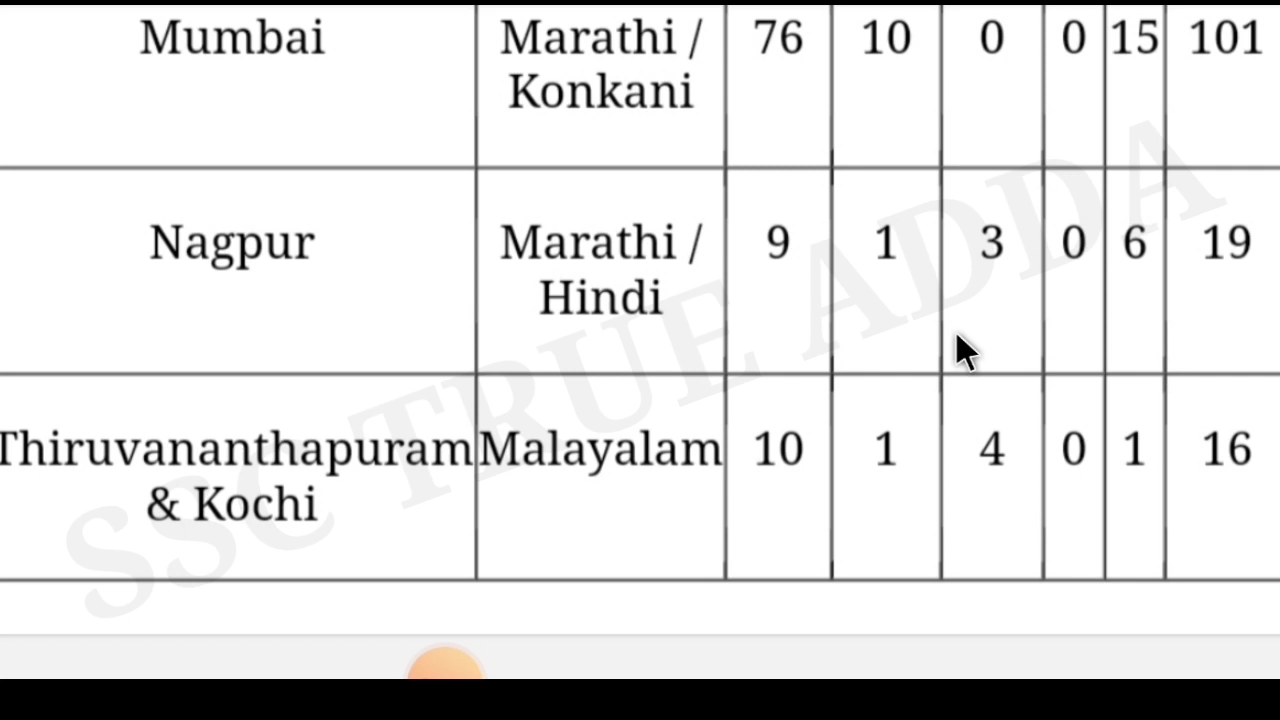 Mumbai Marathi / 76 10 0 0 15 101
Konkani
Nagpur Marathi / 9 1 3 0 6 19
Hindi
Thiruvananthapuram Malayalam 10 1 4 0 1 16
& Kochi
SSC TRUE ADDA